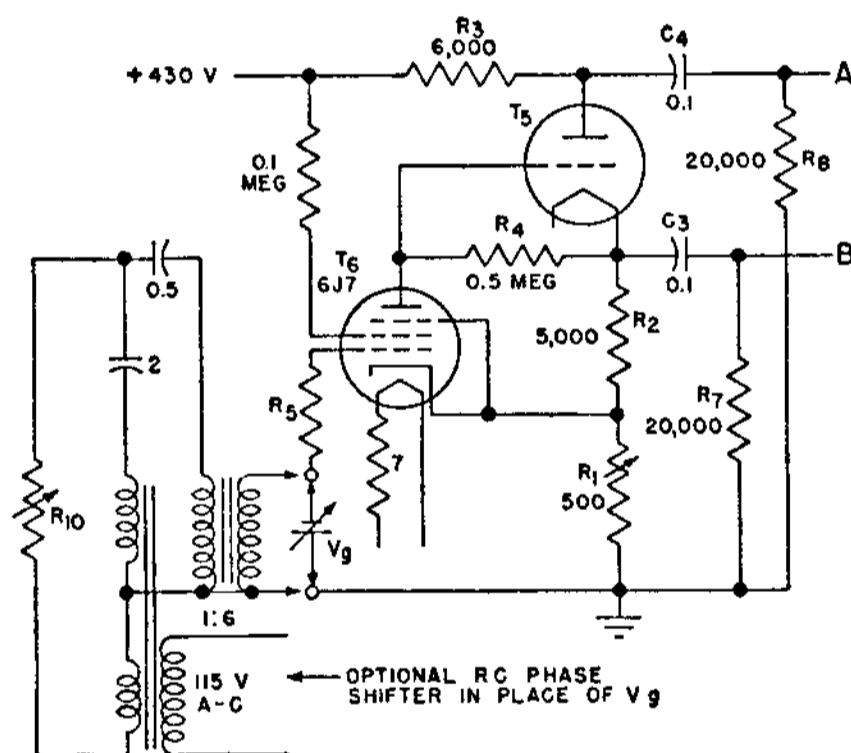 R3
6,000
C4
+430 V
A
0.1
T5
0.1
MEG
20,000
R8
R4
C3
B
T6
6J7
0.5 MEG
0.1
0.5
R2
5,000
2
R5
R7
20,000
7
R1
500
R10
Vg
1:6
115 V
A-C
OPTIONAL RC PHASE
SHIFTER IN PLACE OF Vg